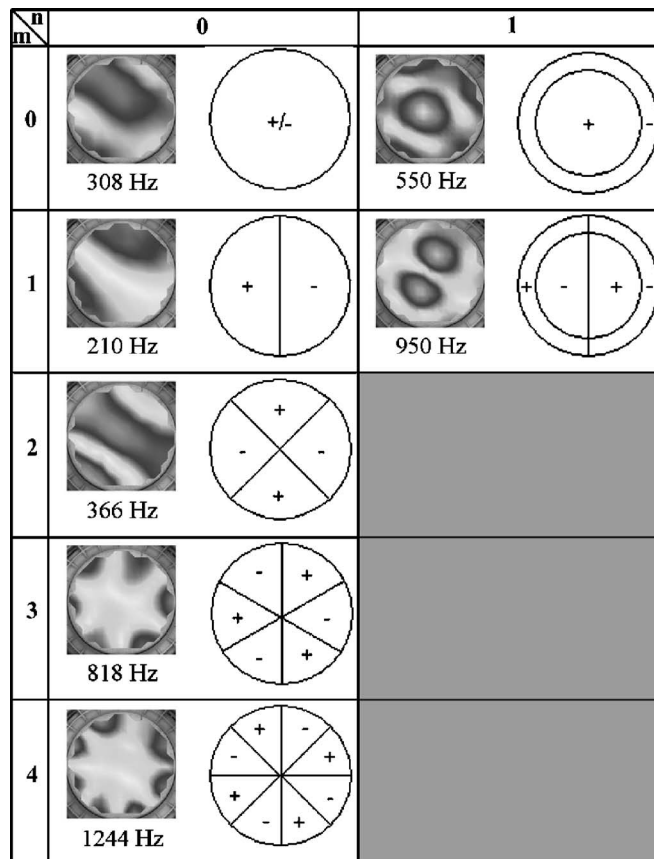 m n 0 1
0 +/- + -
308 Hz 550 Hz
1 + - + - + -
210 Hz 950 Hz
2 +
- -
+
366 Hz
3 - +
+ -
- +
818 Hz
4 + -
- +
+ -
- +
1244 Hz